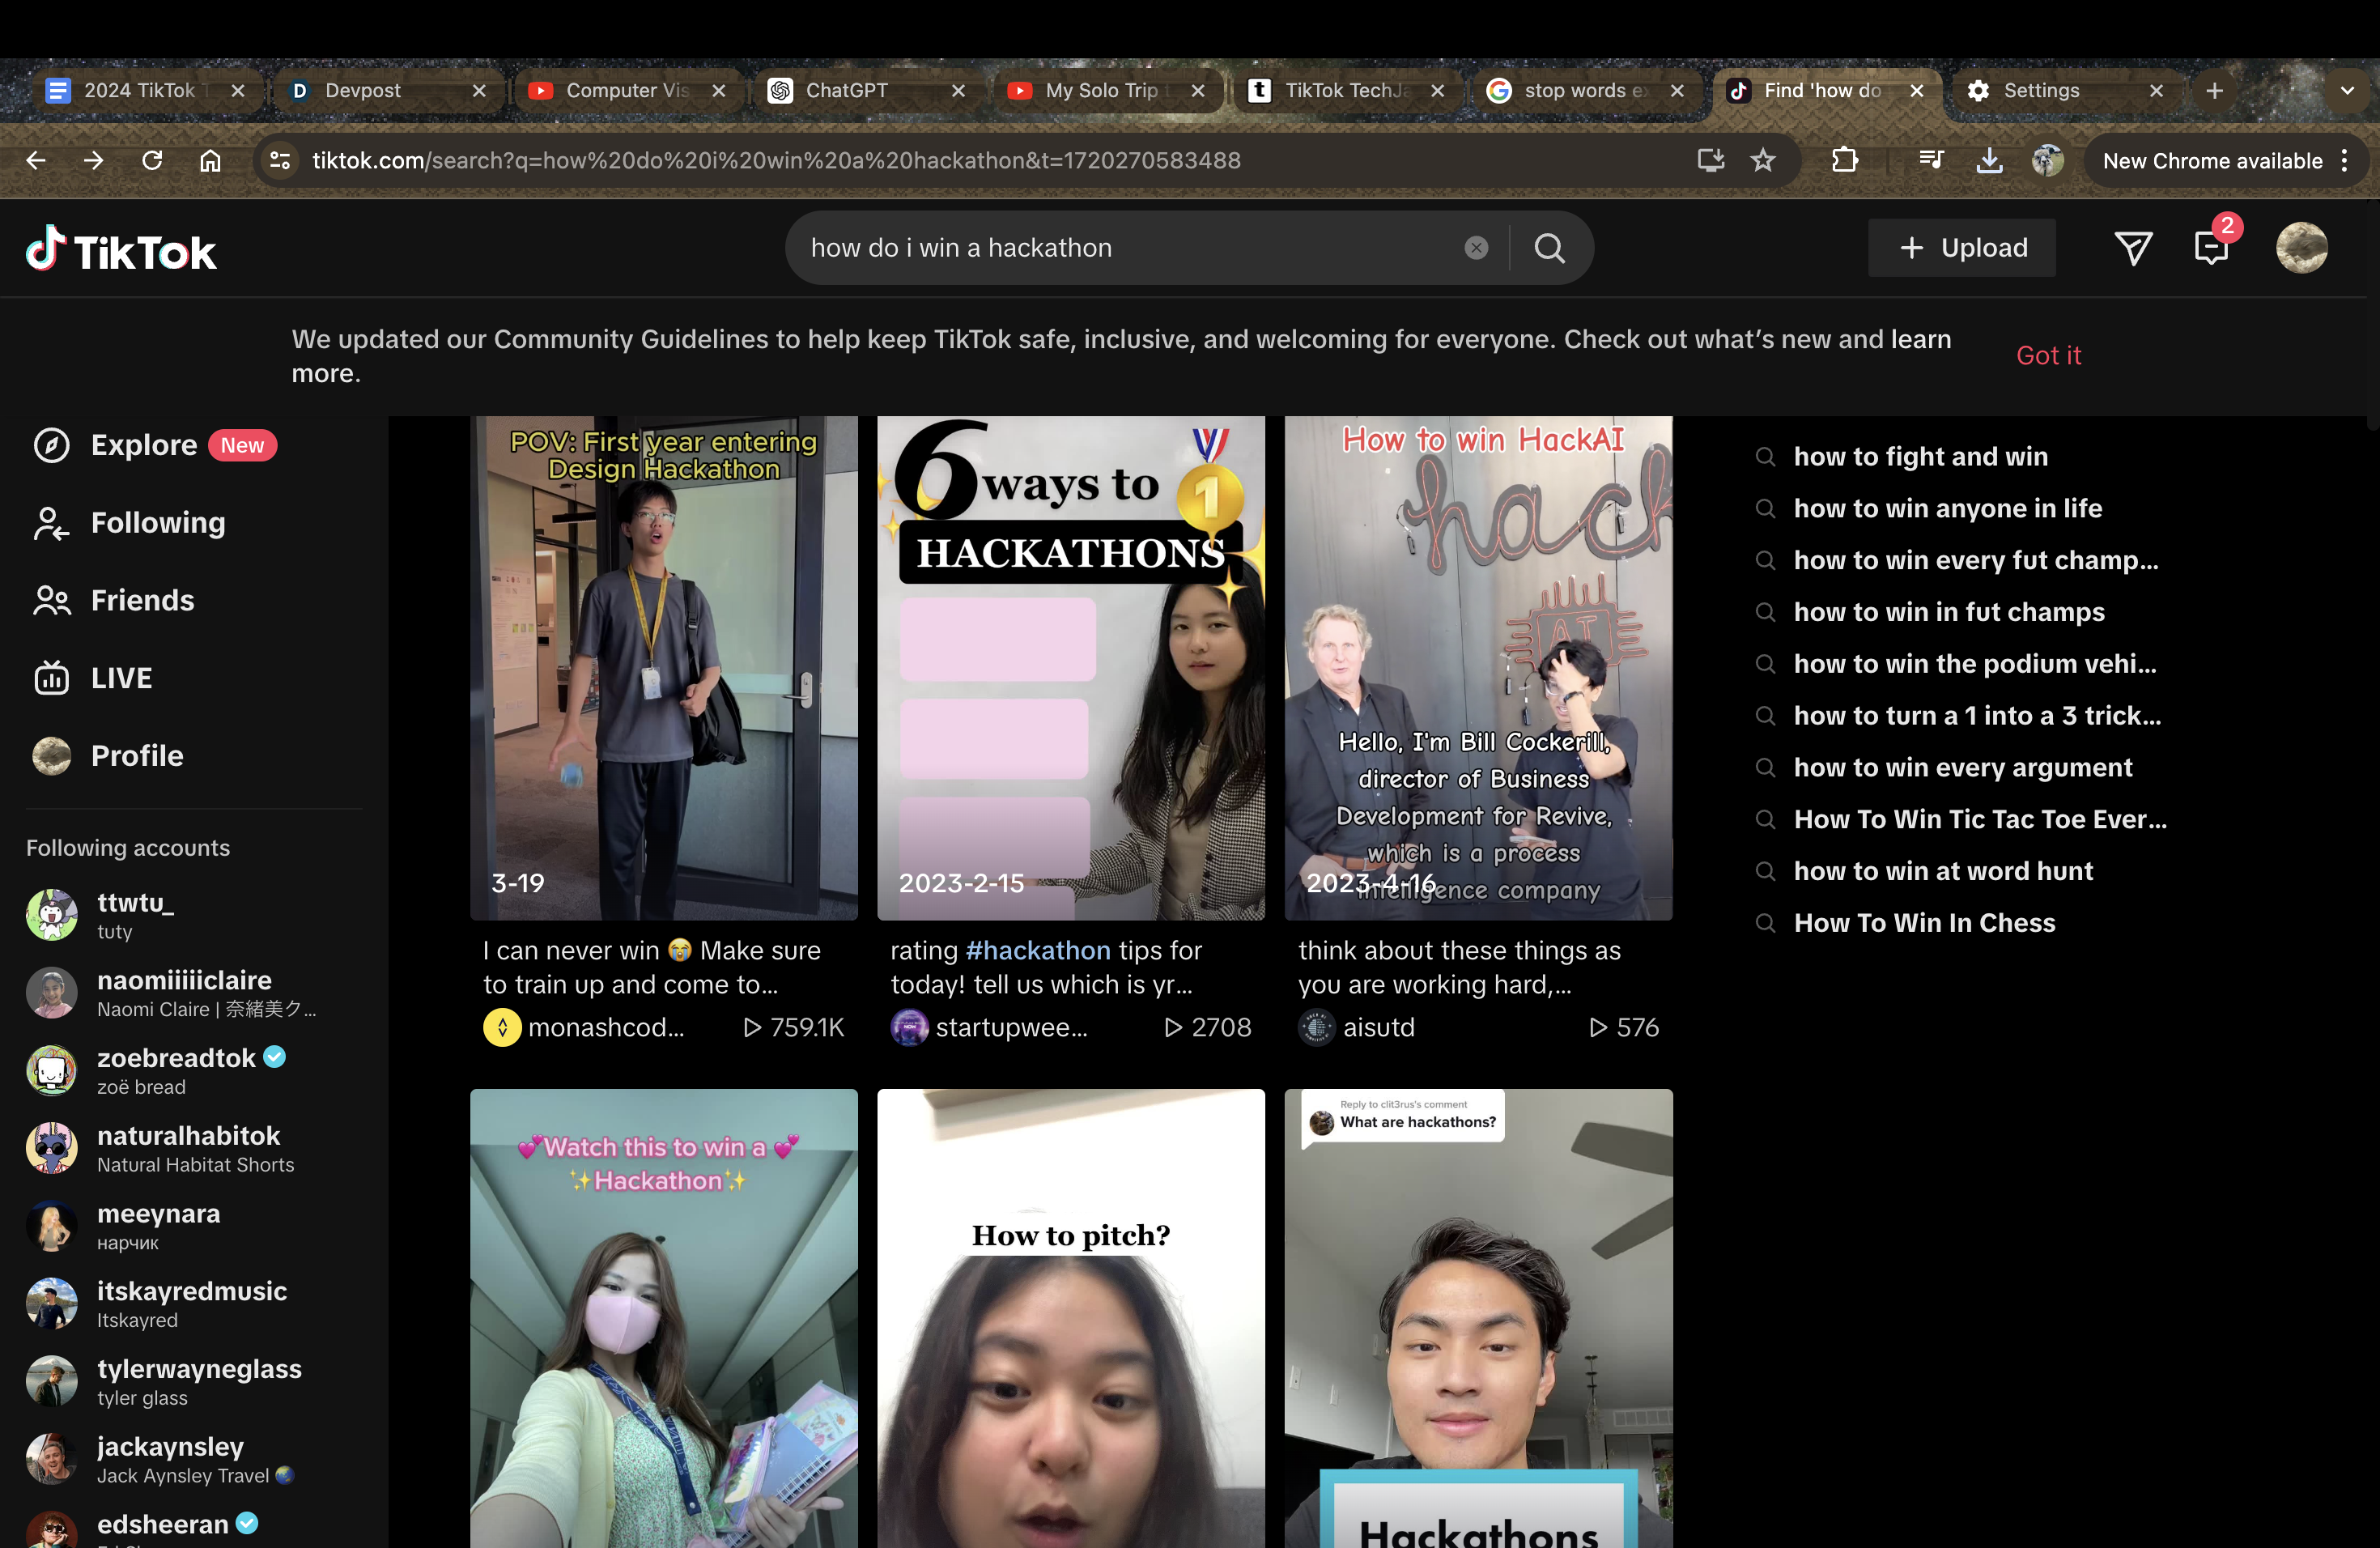 2024 TikTok T
Devpost
Computer Vis
ChatGPT
My Solo Trip t
TikTok TechJa
stop words ex
Find 'how do
Settings
tiktok.com/search?q=how%20do%20i%20win%20a%20hackathon&t=1720270583488
New Chrome available
TikTok
how do i win a hackathon
Upload
2
We updated our Community Guidelines to help keep TikTok safe, inclusive, and welcoming for everyone. Check out what's new and learn
more.
Got it
Explore New
Following
Friends
LIVE
Profile
Following accounts
ttwtu_
tuty
naomiiiiiclaire
Naomi Claire | 奈緒美ク...
zoebreadtok
zoë bread
naturalhabitok
Natural Habitat Shorts
meeynara
нарчик
itskayredmusic
Itskayred
tylerwayneglass
tyler glass
jackaynsley
Jack Aynsley Travel
edsheeran
POV: First year entering
Design Hackathon
3-19
I can never win 😭 Make sure
to train up and come to...
monashcod...
759.1K
6 ways to
1
HACKATHONS
2023-2-15
rating #hackathon tips for
today! tell us which is yr...
startupwee...
2708
How to win HackAI
hack
AI
Hello, I'm Bill Cockerill,
director of Business
Development for Revive,
which is a process
intelligence company
2023-4-16
think about these things as
you are working hard,...
aisutd
576
💕Watch this to win a 💕
✨Hackathon✨
How to pitch?
Reply to clit3rus's comment
What are hackathons?
Hackathons
how to fight and win
how to win anyone in life
how to win every fut champ...
how to win in fut champs
how to win the podium vehi...
how to turn a 1 into a 3 trick...
how to win every argument
How To Win Tic Tac Toe Ever...
how to win at word hunt
How To Win In Chess